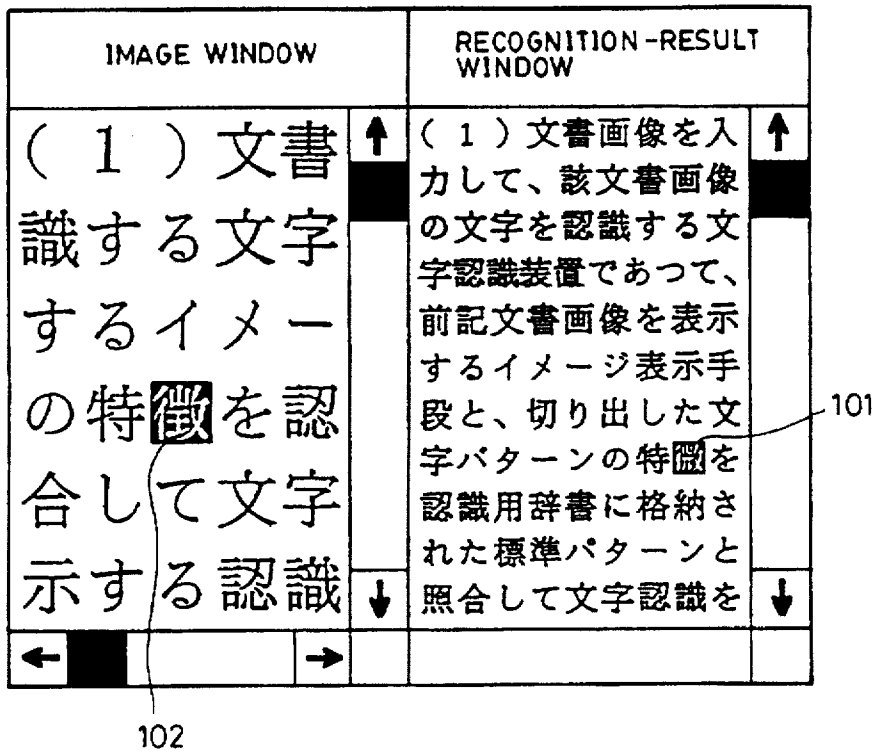 IMAGE WINDOW
（１）文書
識する文字
するイメー
の特徴を認
合して文字
示する認識
RECOGNITION-RESULT
WINDOW
（１）文書画像を入
力して、該文書画像
の文字を認識する文
字認識装置であつて、
前記文書画像を表示
するイメージ表示手
段と、切り出した文
字パターンの特微を
認識用辞書に格納さ
れた標準パターンと
照合して文字認識を
101
102